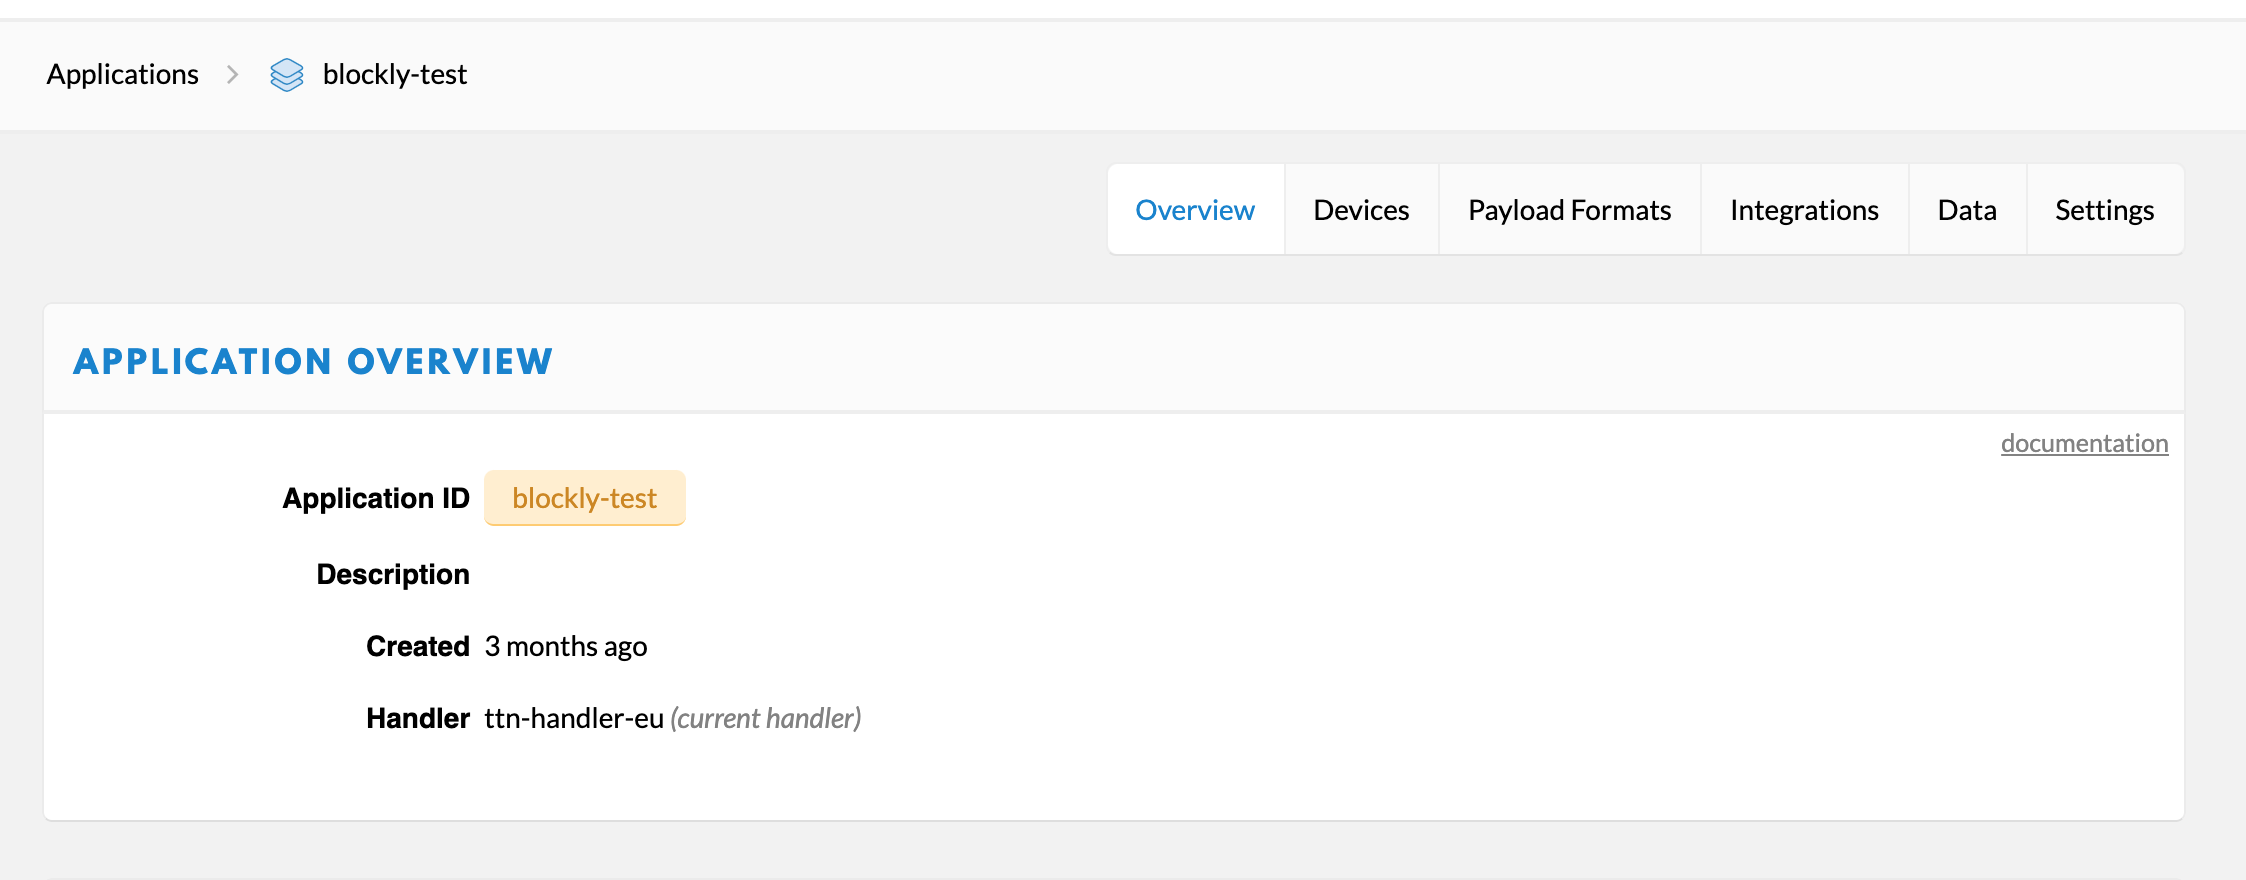 Applications blockly-test
Overview Devices Payload Formats Integrations Data Settings
APPLICATION OVERVIEW
documentation
Application ID blockly-test
Description
Created 3 months ago
Handler ttn-handler-eu (current handler)